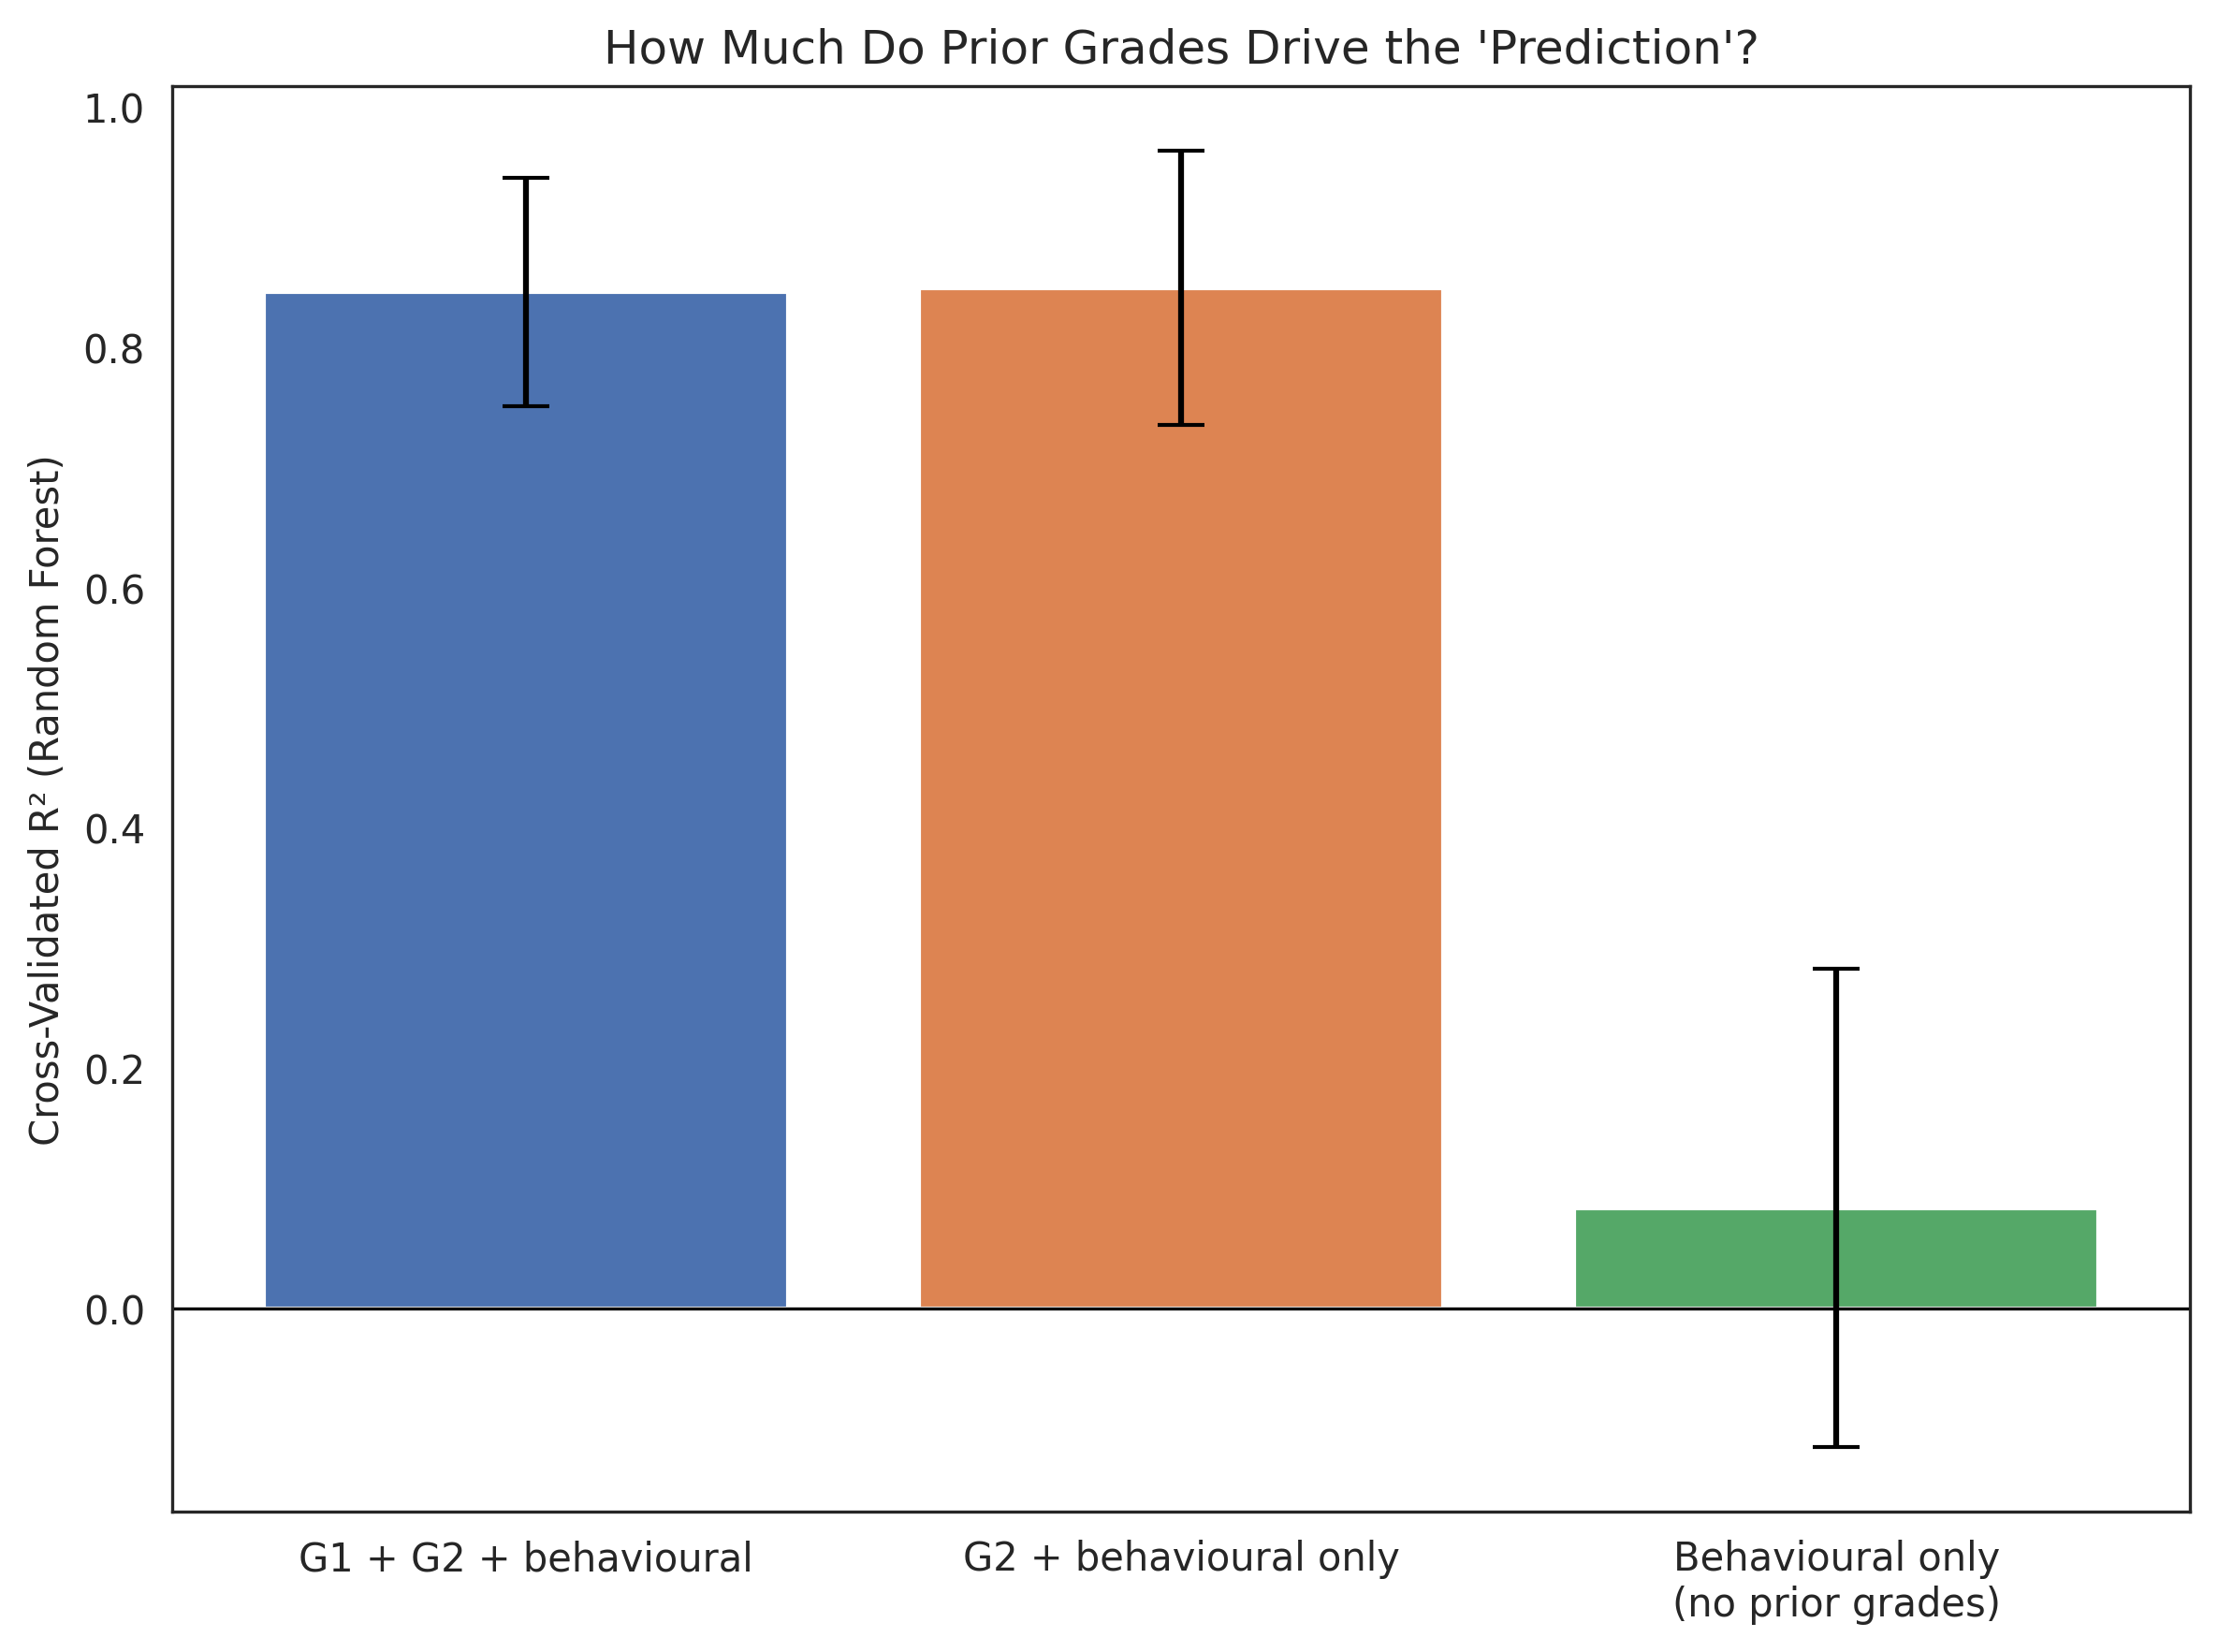 How Much Do Prior Grades Drive the 'Prediction'?
1.0
0.8
0.6
0.4
0.2
0.0
Cross-Validated R² (Random Forest)
G1 + G2 + behavioural
G2 + behavioural only
Behavioural only
(no prior grades)